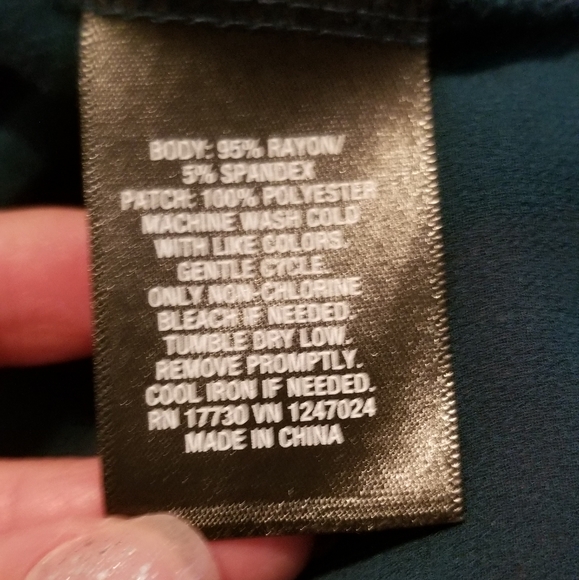 BODY: 95% RAYON/
5% SPANDEX
PATCH: 100% POLYESTER
MACHINE WASH COLD
WITH LIKE COLORS.
GENTLE CYCLE.
ONLY NON-CHLORINE
BLEACH IF NEEDED.
TUMBLE DRY LOW.
REMOVE PROMPTLY.
COOL IRON IF NEEDED.
RN 17730 VN 1247024
MADE IN CHINA